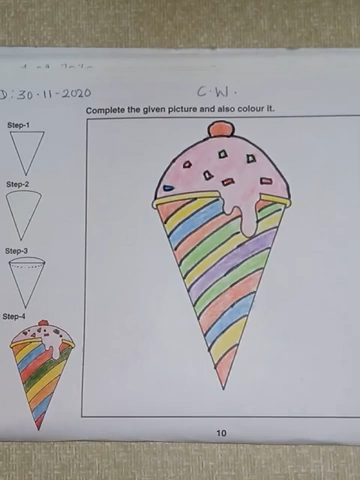 D:30-11-2020
C.W.
Complete the given picture and also colour it.
Step-1
Step-2
Step-3
Step-4
10